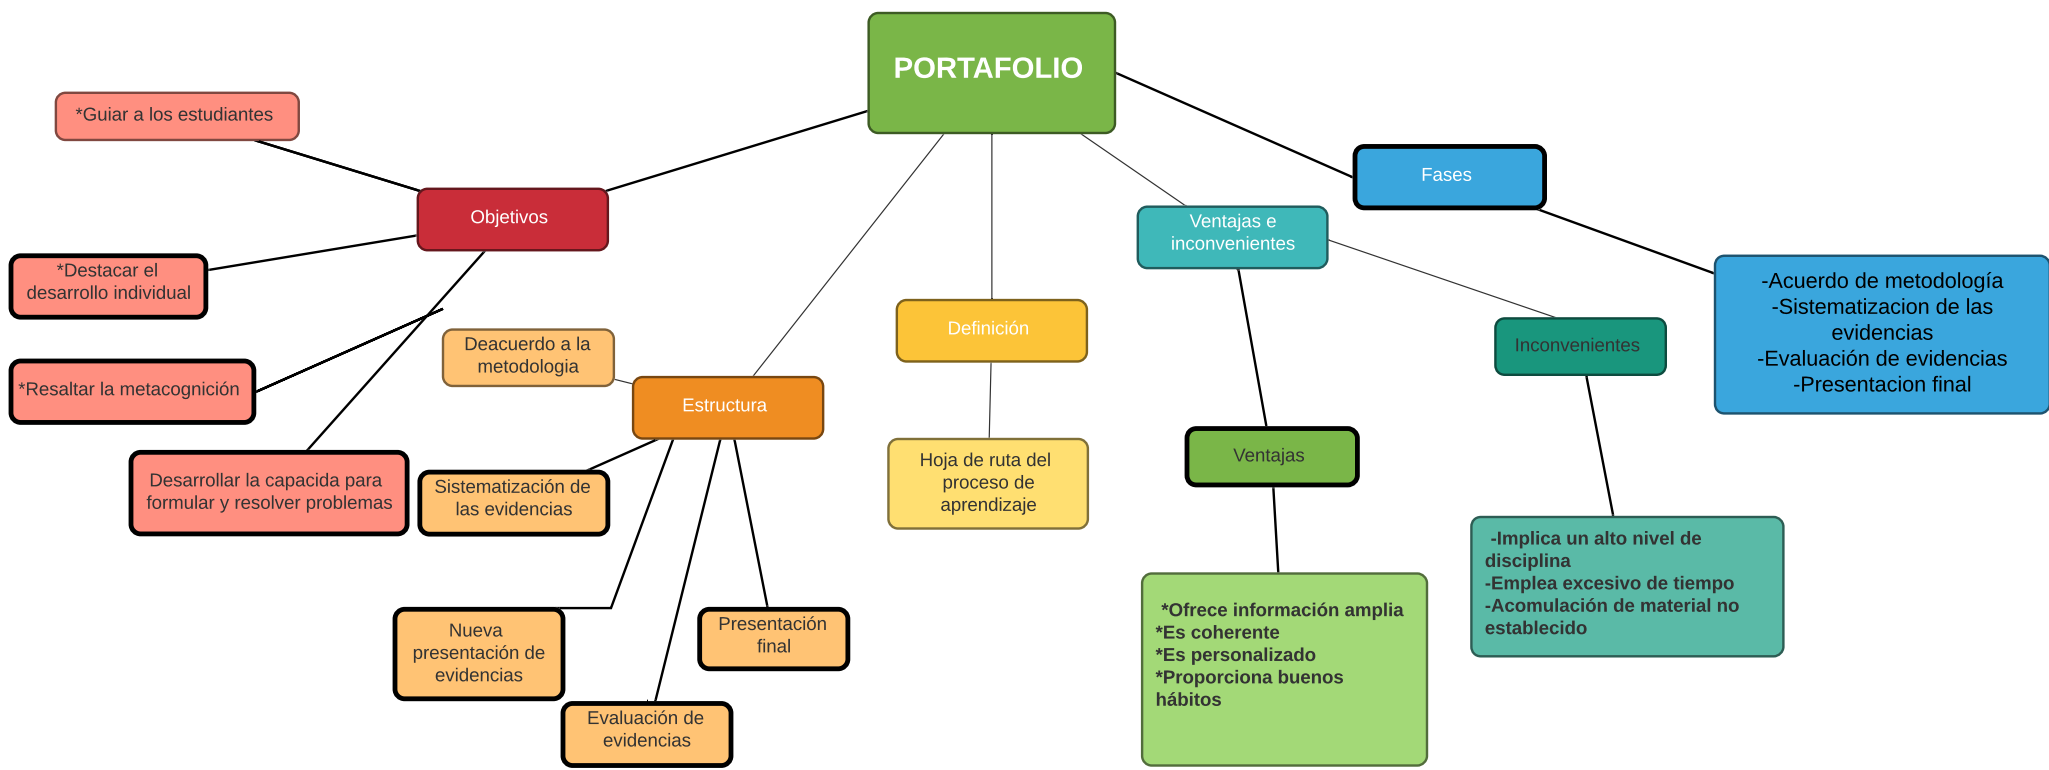 PORTAFOLIO
*Guiar a los estudiantes
Objetivos
*Destacar el
desarrollo individual
*Resaltar la metacognición
Desarrollar la capacida para
formular y resolver problemas
Deacuerdo a la
metodologia
Estructura
Sistematización de
las evidencias
Nueva
presentación de
evidencias
Evaluación de
evidencias
Presentación
final
Definición
Hoja de ruta del
proceso de
aprendizaje
Ventajas e
inconvenientes
Ventajas
*Ofrece información amplia
*Es coherente
*Es personalizado
*Proporciona buenos
hábitos
Inconvenientes
-Implica un alto nivel de
disciplina
-Emplea excesivo de tiempo
-Acomulación de material no
establecido
Fases
-Acuerdo de metodología
-Sistematizacion de las
evidencias
-Evaluación de evidencias
-Presentacion final